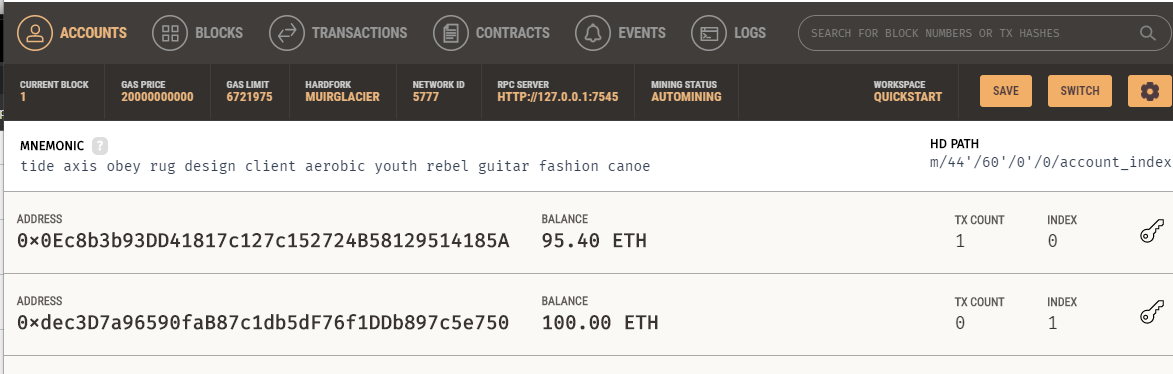 ACCOUNTS BLOCKS TRANSACTIONS CONTRACTS EVENTS LOGS SEARCH FOR BLOCK NUMBERS OR TX HASHES
CURRENT BLOCK GAS PRICE GAS LIMIT HARDFORK NETWORK ID RPC SERVER MINING STATUS WORKSPACE
1 20000000000 6721975 MUIRGLACIER 5777 HTTP://127.0.0.1:7545 AUTOMINING QUICKSTART SAVE SWITCH
MNEMONIC ? HD PATH
tide axis obey rug design client aerobic youth rebel guitar fashion canoe m/44'/60'/0'/0/account_index
ADDRESS BALANCE TX COUNT INDEX
0×0Ec8b3b93DD41817c127c152724B58129514185A 95.40 ETH 1 0
ADDRESS BALANCE TX COUNT INDEX
0×dec3D7a96590faB87c1db5dF76f1DDb897c5e750 100.00 ETH 0 1